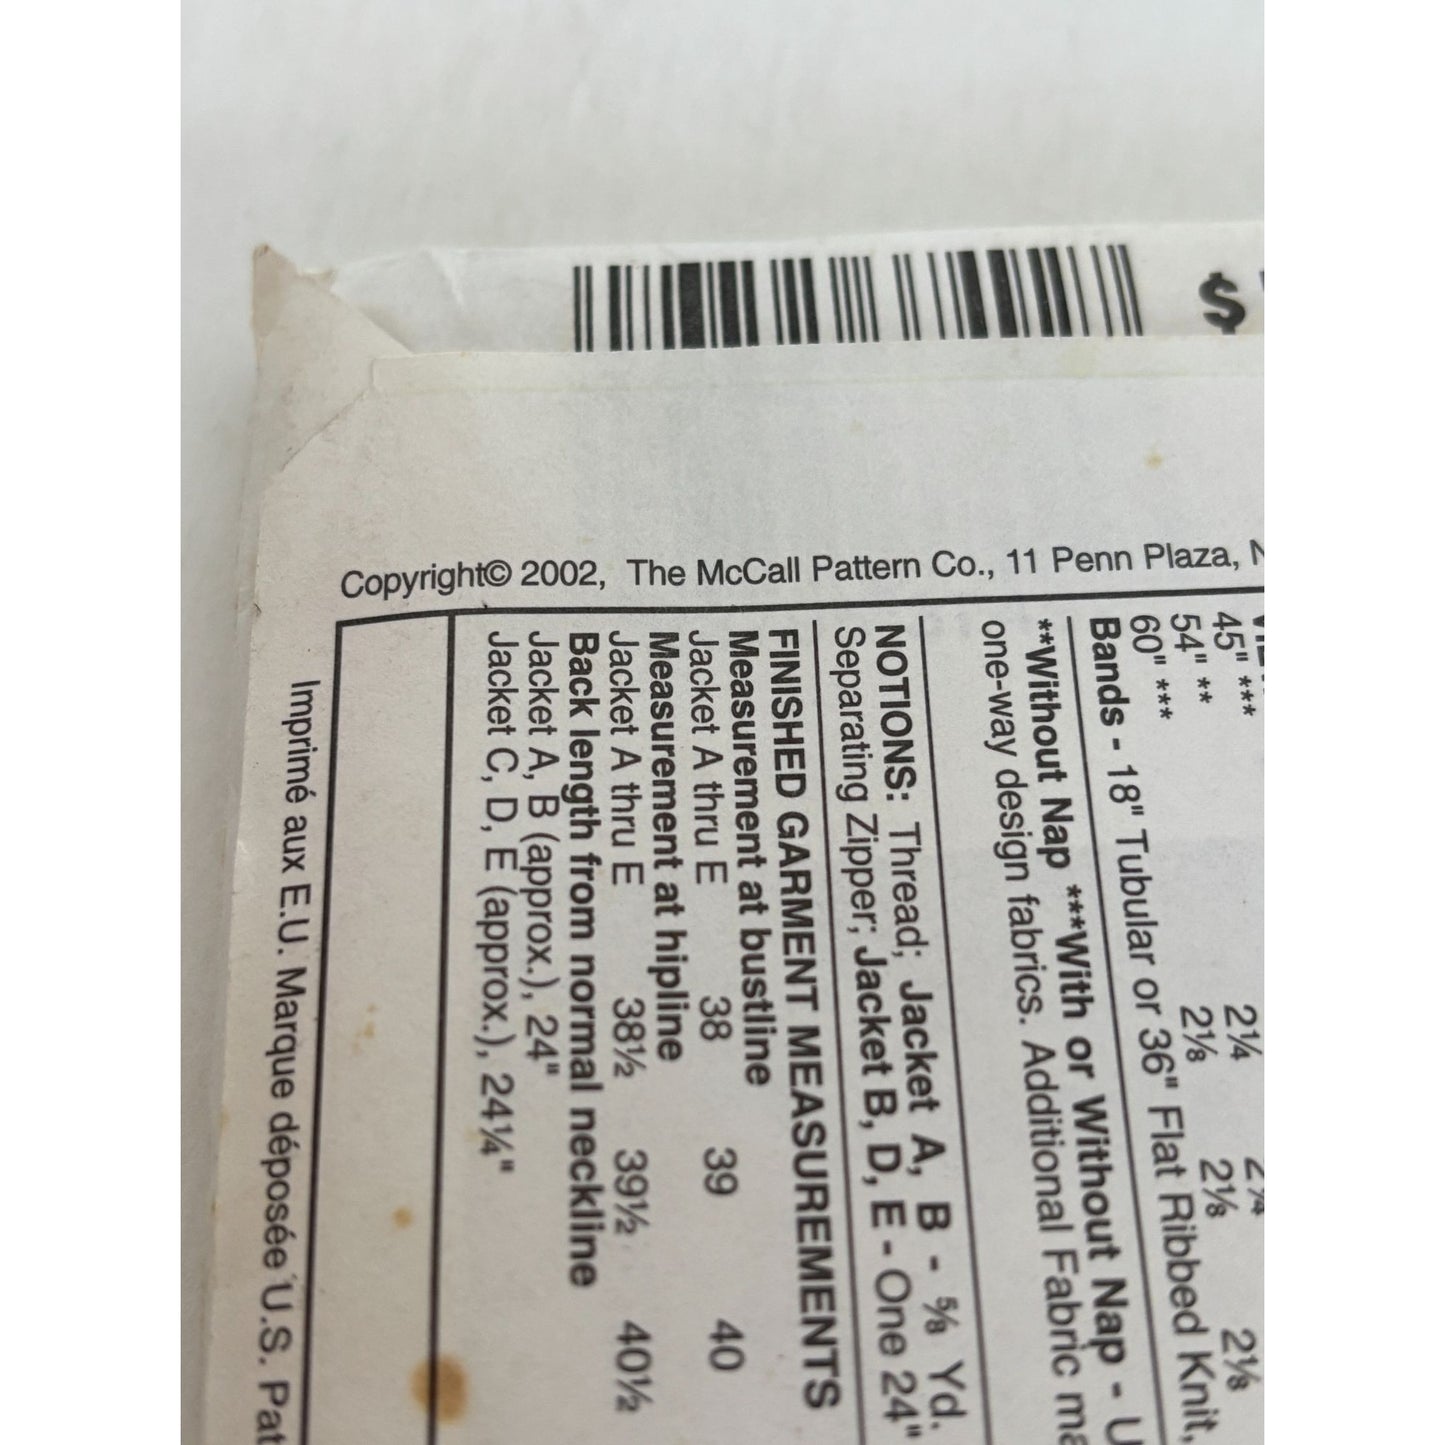 $
Copyright© 2002, The McCall Pattern Co., 11 Penn Plaza, N
45" *** 2¼ 2¼
54" ** 2⅛ 2⅛ 2⅛
60" ***
Bands - 18" Tubular or 36" Flat Ribbed Knit,
**Without Nap ***With or Without Nap - U
one-way design fabrics. Additional Fabric ma
NOTIONS: Thread; Jacket A, B - ⅝ Yd.
Separating Zipper; Jacket B, D, E - One 24"
FINISHED GARMENT MEASUREMENTS
Measurement at bustline
Jacket A thru E 38 39 40
Measurement at hipline
Jacket A thru E 38½ 39½ 40½
Back length from normal neckline
Jacket A, B (approx.), 24"
Jacket C, D, E (approx.), 24¼"
Imprimé aux E.U. Marque déposée U.S. Pat